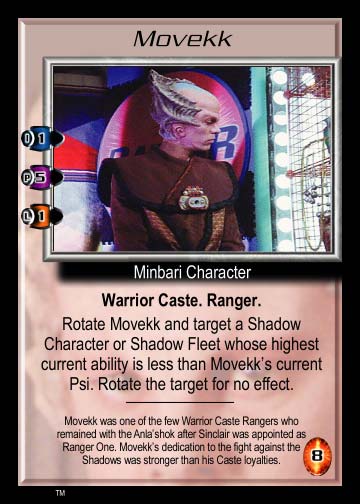 Movekk
D 1
P 5
L 1
Minbari Character
Warrior Caste. Ranger.
Rotate Movekk and target a Shadow
Character or Shadow Fleet whose highest
current ability is less than Movekk's current
Psi. Rotate the target for no effect.
Movekk was one of the few Warrior Caste Rangers who
remained with the Anla'shok after Sinclair was appointed as
Ranger One. Movekk's dedication to the fight against the
Shadows was stronger than his Caste loyalties.
8
TM